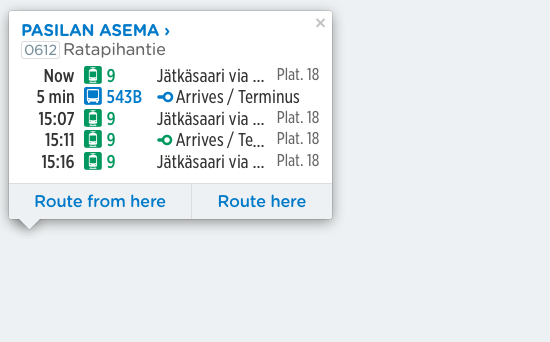 PASILAN ASEMA ›
×
0612 Ratapihantie
Now 9 Jätkäsaari via ... Plat. 18
5 min 543B Arrives / Terminus
15:07 9 Jätkäsaari via ... Plat. 18
15:11 9 Arrives / Te... Plat. 18
15:16 9 Jätkäsaari via ... Plat. 18
Route from here Route here